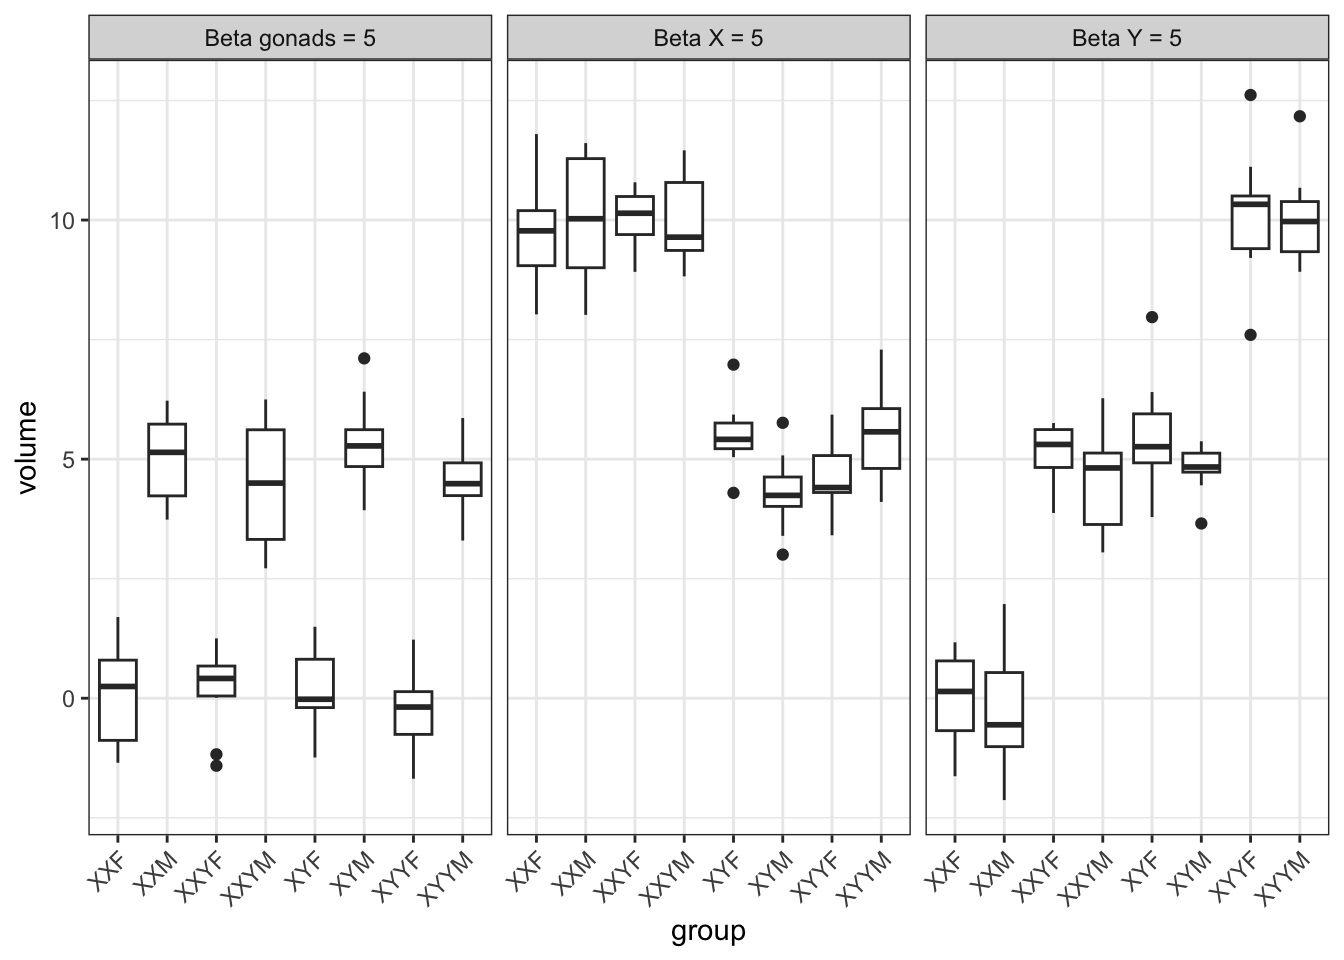 Beta gonads = 5
Beta X = 5
Beta Y = 5
volume
10
5
0
XXF XXM XXYF XXYM XYF XYM XYYF XYYM
XXF XXM XXYF XXYM XYF XYM XYYF XYYM
XXF XXM XXYF XXYM XYF XYM XYYF XYYM
group